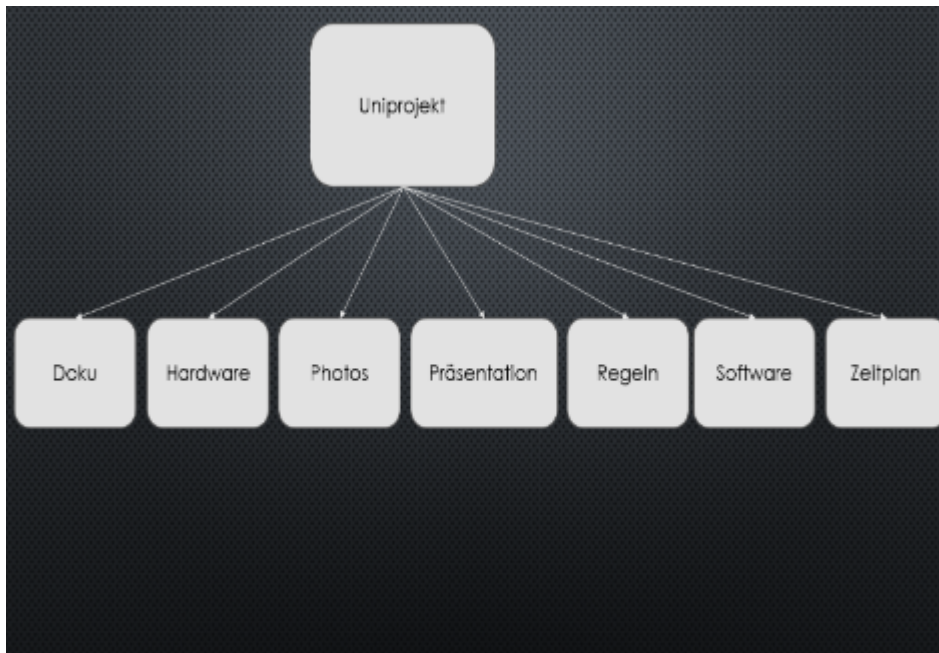 Uniprojekt
Doku
Hardware
Photos
Präsentation
Regeln
Software
Zeitplan